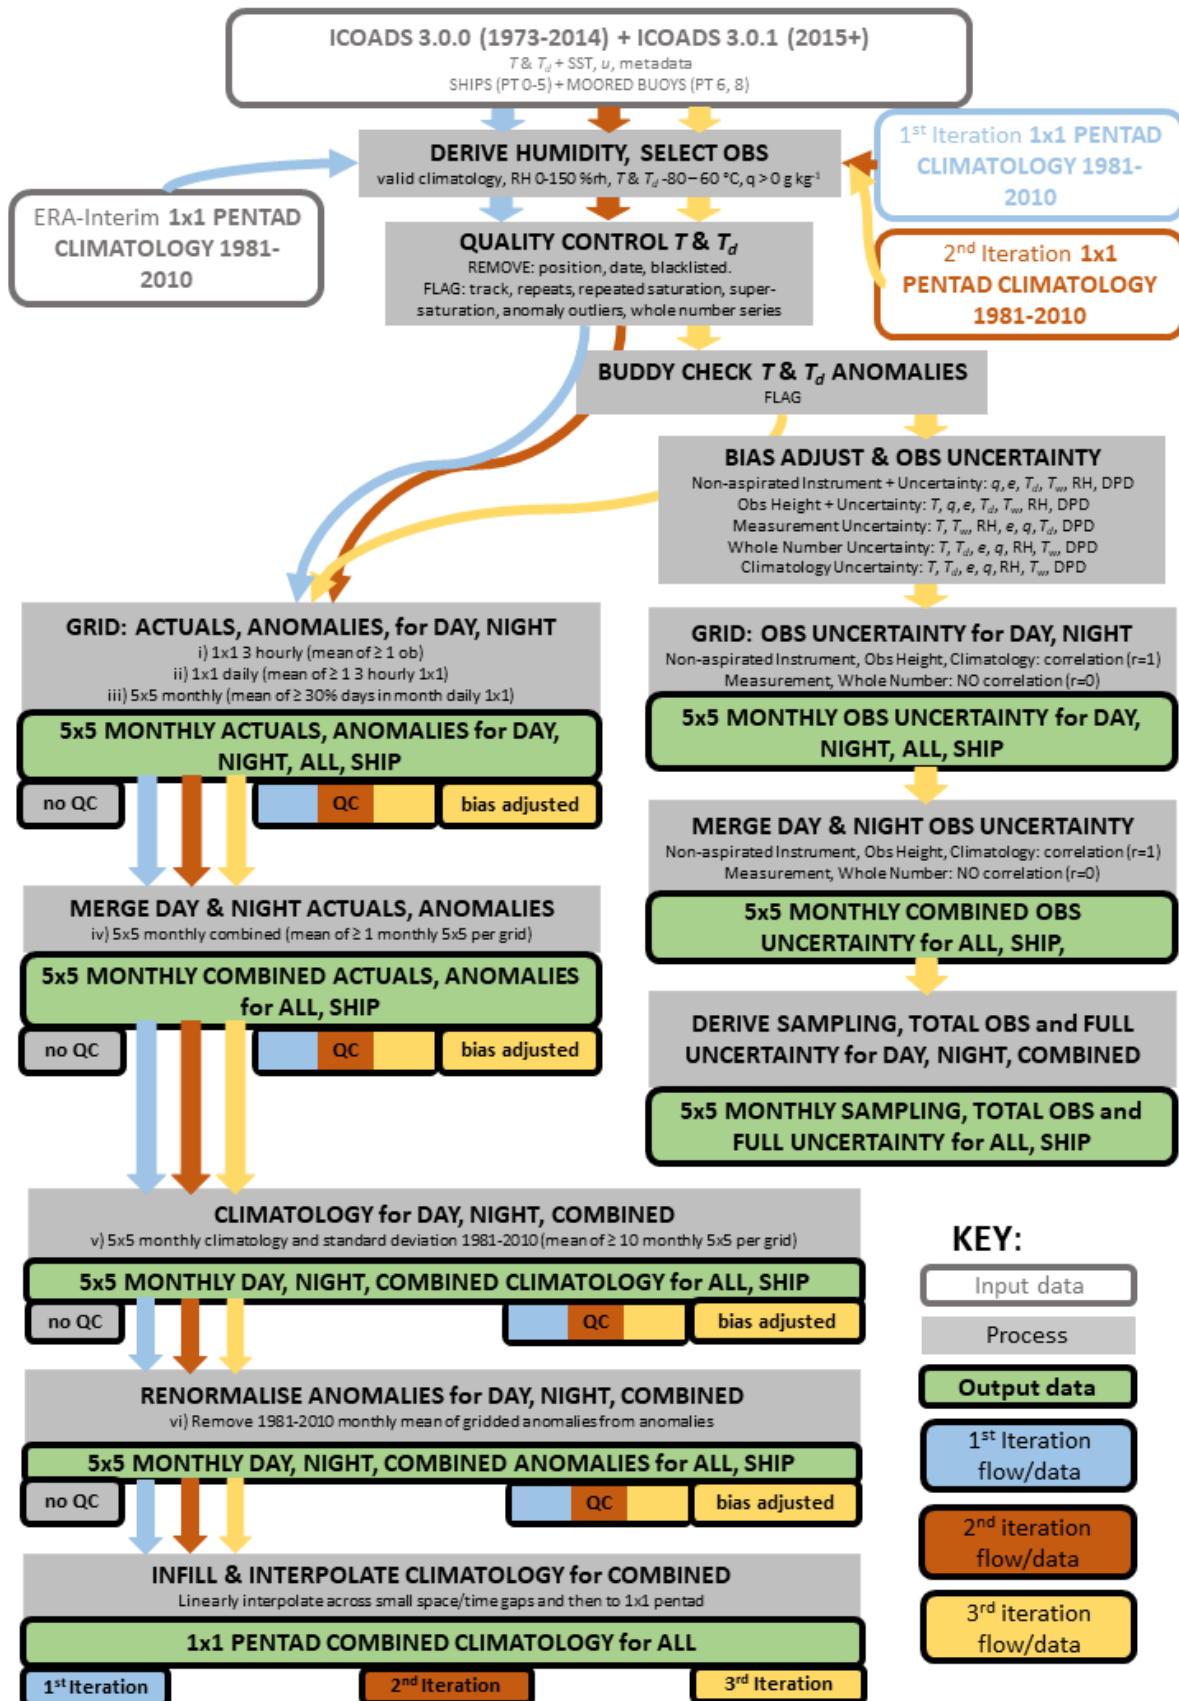 ICOADS 3.0.0 (1973-2014) + ICOADS 3.0.1 (2015+)
T & Td + SST, u, metadata
SHIPS (PT 0-5) + MOORED BUOYS (PT 6, 8)
1st Iteration 1x1 PENTAD
CLIMATOLOGY 1981-
2010
DERIVE HUMIDITY, SELECT OBS
valid climatology, RH 0-150 %rh, T & Td -80 – 60 °C, q > 0 g kg-1
ERA-Interim 1x1 PENTAD
CLIMATOLOGY 1981-
2010
2nd Iteration 1x1
PENTAD CLIMATOLOGY
1981-2010
QUALITY CONTROL T & Td
REMOVE: position, date, blacklisted.
FLAG: track, repeats, repeated saturation, super-
saturation, anomaly outliers, whole number series
BUDDY CHECK T & Td ANOMALIES
FLAG
BIAS ADJUST & OBS UNCERTAINTY
Non-aspirated Instrument + Uncertainty: q, e, Td, Tw, RH, DPD
Obs Height + Uncertainty: T, q, e, Td, Tw, RH, DPD
Measurement Uncertainty: T, Tw, RH, e, q, Td, DPD
Whole Number Uncertainty: T, Td, e, q, RH, Tw, DPD
Climatology Uncertainty: T, Td, e, q, RH, Tw, DPD
GRID: ACTUALS, ANOMALIES, for DAY, NIGHT
i) 1x1 3 hourly (mean of ≥ 1 ob)
ii) 1x1 daily (mean of ≥ 1 3 hourly 1x1)
iii) 5x5 monthly (mean of ≥ 30% days in month daily 1x1)
5x5 MONTHLY ACTUALS, ANOMALIES for DAY,
NIGHT, ALL, SHIP
no QC
QC
bias adjusted
GRID: OBS UNCERTAINTY for DAY, NIGHT
Non-aspirated Instrument, Obs Height, Climatology: correlation (r=1)
Measurement, Whole Number: NO correlation (r=0)
5x5 MONTHLY OBS UNCERTAINTY for DAY,
NIGHT, ALL, SHIP
MERGE DAY & NIGHT OBS UNCERTAINTY
Non-aspirated Instrument, Obs Height, Climatology: correlation (r=1)
Measurement, Whole Number: NO correlation (r=0)
5x5 MONTHLY COMBINED OBS
UNCERTAINTY for ALL, SHIP,
MERGE DAY & NIGHT ACTUALS, ANOMALIES
iv) 5x5 monthly combined (mean of ≥ 1 monthly 5x5 per grid)
5x5 MONTHLY COMBINED ACTUALS, ANOMALIES
for ALL, SHIP
no QC
QC
bias adjusted
DERIVE SAMPLING, TOTAL OBS and FULL
UNCERTAINTY for DAY, NIGHT, COMBINED
5x5 MONTHLY SAMPLING, TOTAL OBS and
FULL UNCERTAINTY for ALL, SHIP
CLIMATOLOGY for DAY, NIGHT, COMBINED
v) 5x5 monthly climatology and standard deviation 1981-2010 (mean of ≥ 10 monthly 5x5 per grid)
5x5 MONTHLY DAY, NIGHT, COMBINED CLIMATOLOGY for ALL, SHIP
no QC
QC
bias adjusted
RENORMALISE ANOMALIES for DAY, NIGHT, COMBINED
vi) Remove 1981-2010 monthly mean of gridded anomalies from anomalies
5x5 MONTHLY DAY, NIGHT, COMBINED ANOMALIES for ALL, SHIP
no QC
QC
bias adjusted
INFILL & INTERPOLATE CLIMATOLOGY for COMBINED
Linearly interpolate across small space/time gaps and then to 1x1 pentad
1x1 PENTAD COMBINED CLIMATOLOGY for ALL
1st Iteration
2nd Iteration
3rd Iteration
KEY:
Input data
Process
Output data
1st Iteration
flow/data
2nd iteration
flow/data
3rd iteration
flow/data